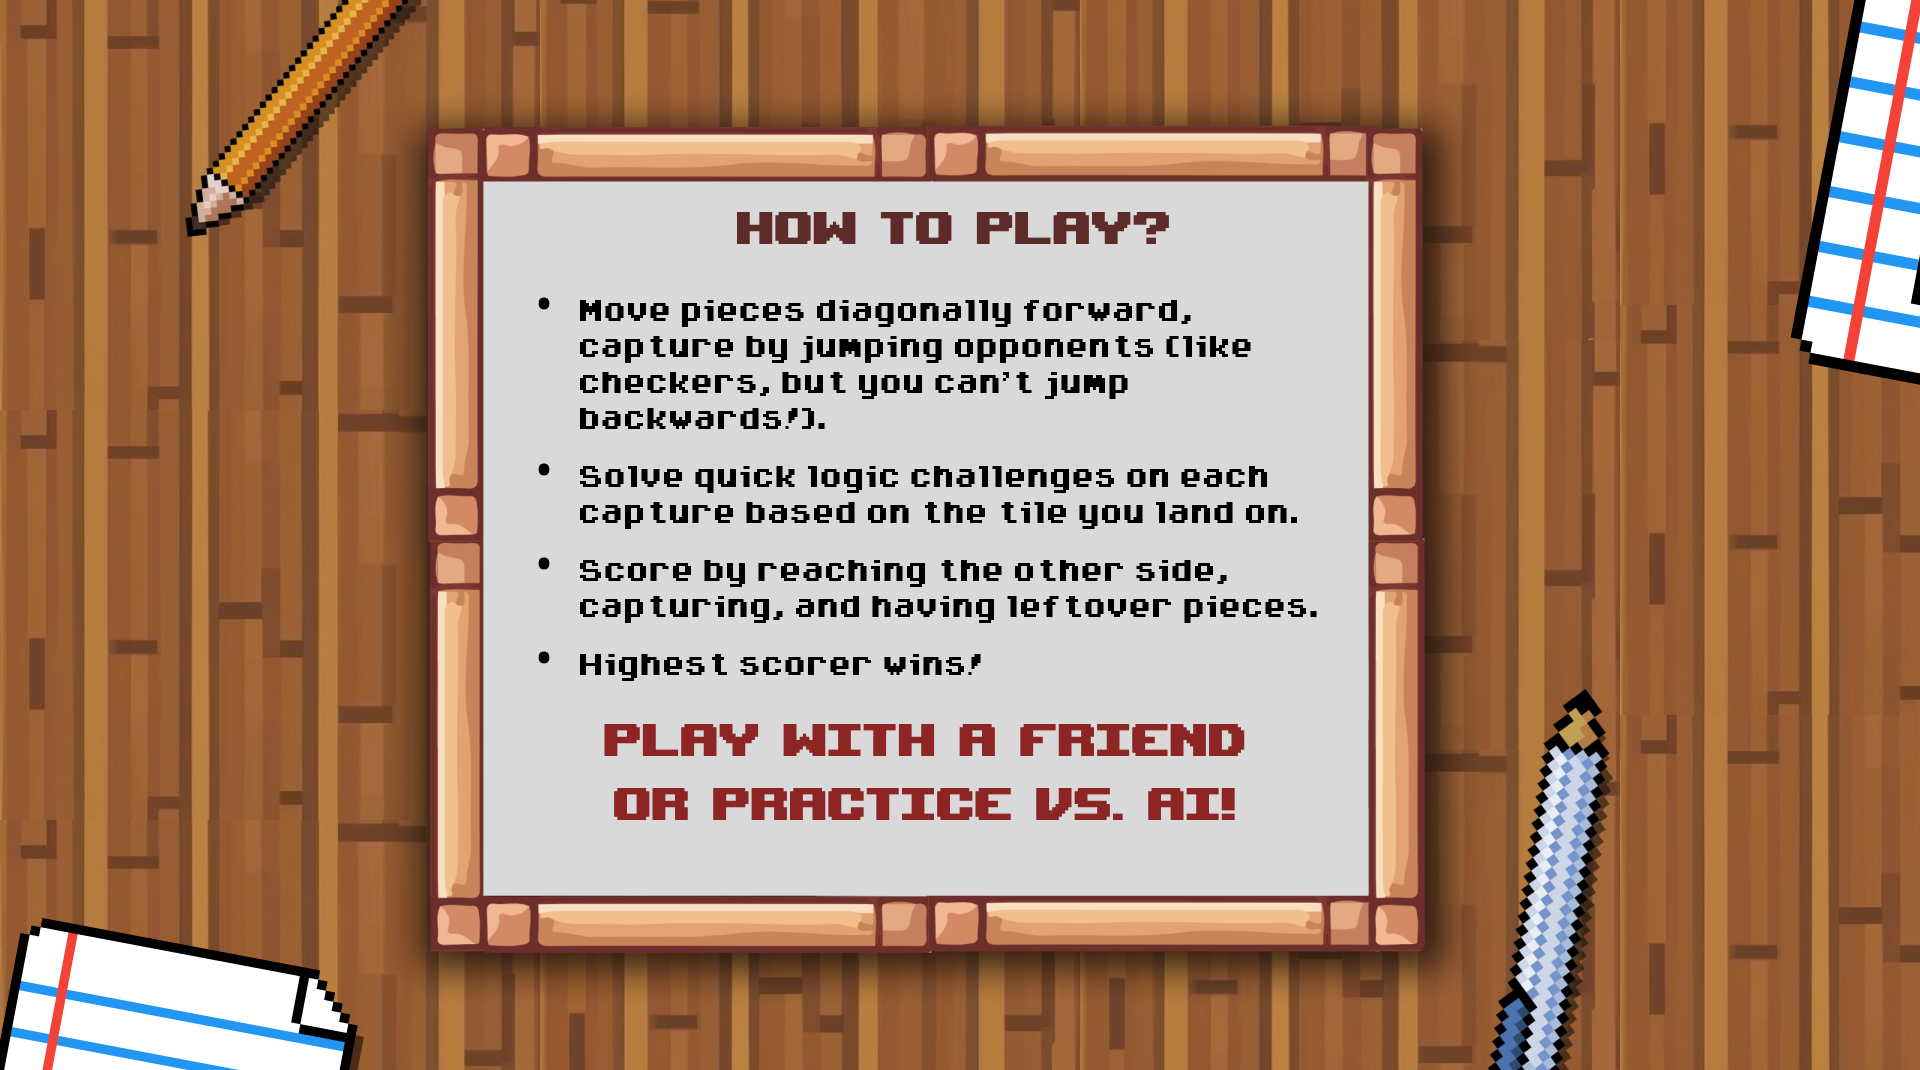 HOW TO PLAY?
• Move pieces diagonally forward,
capture by jumping opponents (like
checkers, but you can't jump
backwards!).
• Solve quick logic challenges on each
capture based on the tile you land on.
• Score by reaching the other side,
capturing, and having leftover pieces.
• Highest scorer wins!
PLAY WITH A FRIEND
OR PRACTICE VS. AI!